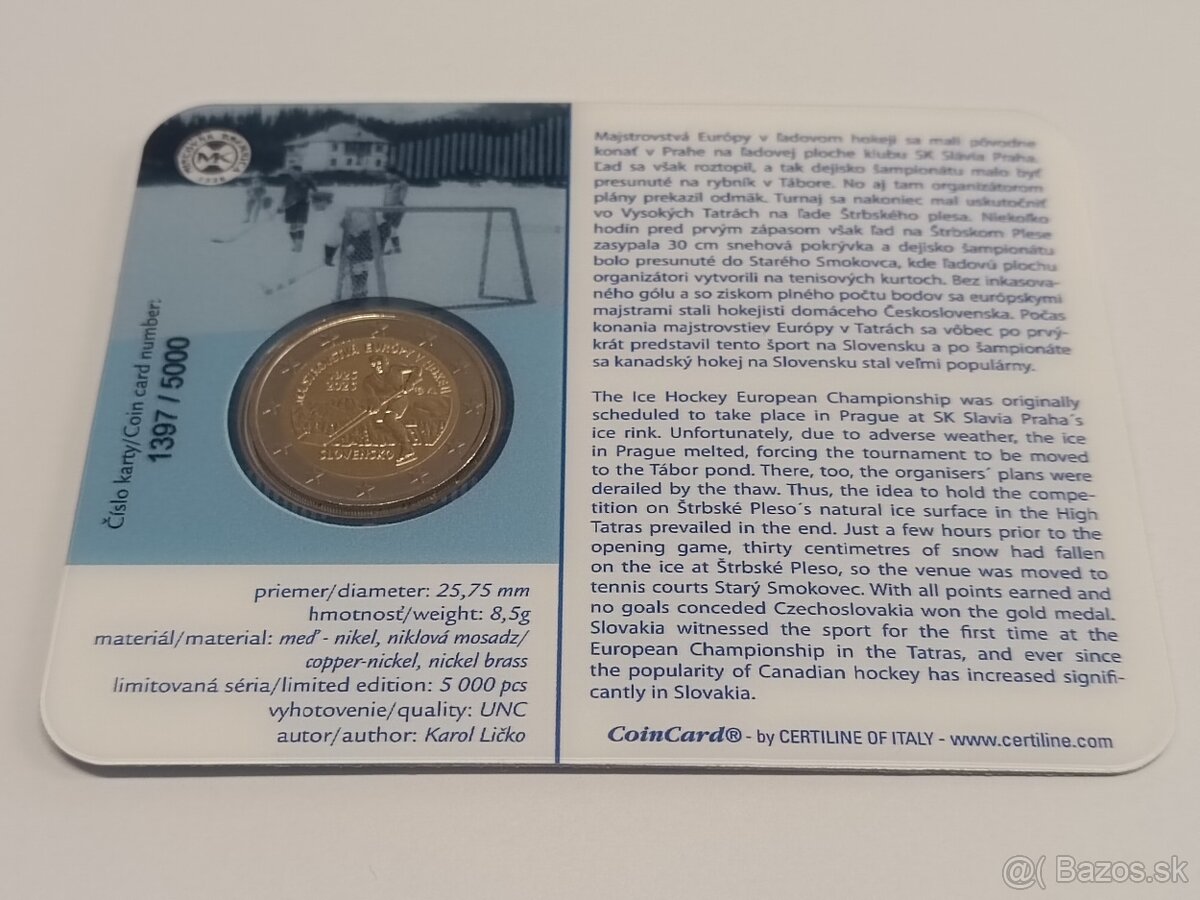 Číslo karty/Coin card number:
1397 / 5000
MAJSTROVSTVÁ EURÓPY V HOKEJI
1925
2025
SLOVENSKO
priemer/diameter: 25,75 mm
hmotnosť/weight: 8,5g
materiál/material: meď - nikel, niklová mosadz/
copper-nickel, nickel brass
limitovaná séria/limited edition: 5 000 pcs
vyhotovenie/quality: UNC
autor/author: Karol Ličko
Majstrovstvá Európy v ľadovom hokeji sa mali pôvodne
konať v Prahe na ľadovej ploche klubu SK Slávia Praha.
Ľad sa však roztopil, a tak dejisko šampionátu malo byť
presunuté na rybník v Tábore. No aj tam organizátorom
plány prekazil odmäk. Turnaj sa nakoniec mal uskutočniť
vo Vysokých Tatrách na ľade Štrbského plesa. Niekoľko
hodín pred prvým zápasom však ľad na Štrbskom Plese
zasypala 30 cm snehová pokrývka a dejisko šampionátu
bolo presunuté do Starého Smokovca, kde ľadovú plochu
organizátori vytvorili na tenisových kurtoch. Bez inkasova-
ného gólu a so ziskom plného počtu bodov sa európskymi
majstrami stali hokejisti domáceho Československa. Počas
konania majstrovstiev Európy v Tatrách sa vôbec po prvý-
krát predstavil tento šport na Slovensku a po šampionáte
sa kanadský hokej na Slovensku stal veľmi populárny.
The Ice Hockey European Championship was originally
scheduled to take place in Prague at SK Slavia Praha´s
ice rink. Unfortunately, due to adverse weather, the ice
in Prague melted, forcing the tournament to be moved
to the Tábor pond. There, too, the organisers´ plans were
derailed by the thaw. Thus, the idea to hold the compe-
tition on Štrbské Pleso´s natural ice surface in the High
Tatras prevailed in the end. Just a few hours prior to the
opening game, thirty centimetres of snow had fallen
on the ice at Štrbské Pleso, so the venue was moved to
tennis courts Starý Smokovec. With all points earned and
no goals conceded Czechoslovakia won the gold medal.
Slovakia witnessed the sport for the first time at the
European Championship in the Tatras, and ever since
the popularity of Canadian hockey has increased signifi-
cantly in Slovakia.
CoinCard® - by CERTILINE OF ITALY - www.certiline.com
@( Bazos.sk